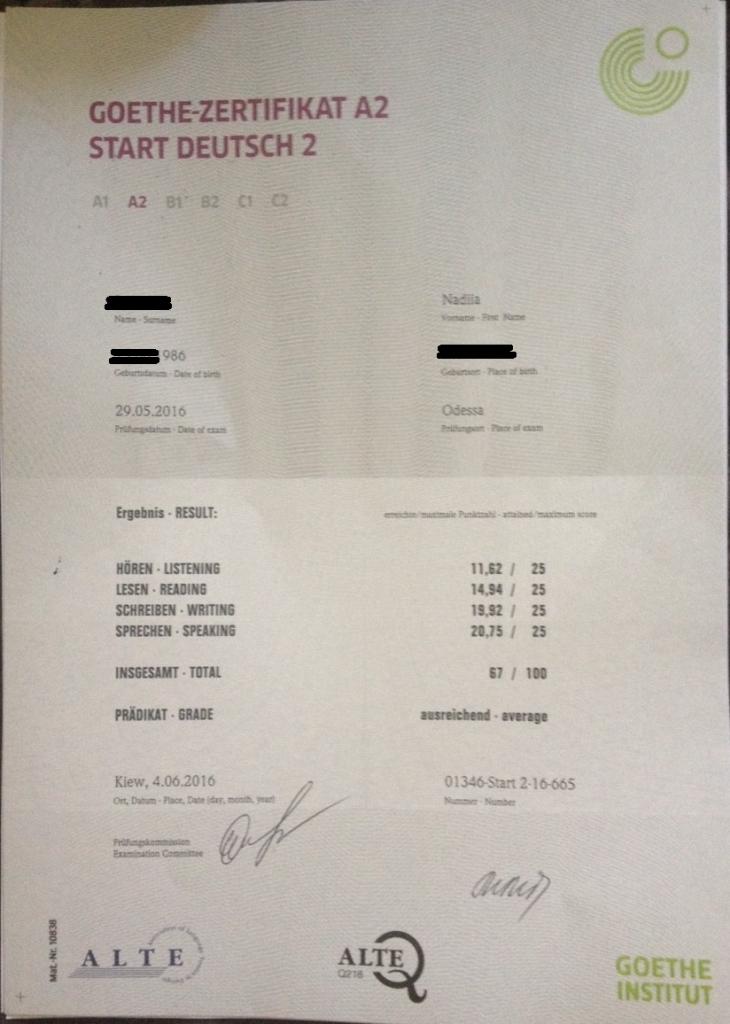 GOETHE-ZERTIFIKAT A2
START DEUTSCH 2
A1 A2 B1 B2 C1 C2
Nadiia
Name · Surname
Vorname · First Name
986
Geburtsdatum · Date of birth
Geburtsort · Place of birth
29.05.2016
Odessa
Prüfungsdatum · Date of exam
Prüfungsort · Place of exam
Ergebnis · RESULT:
erreichte/maximale Punktzahl · attained/maximum score
HÖREN · LISTENING 11,62 / 25
LESEN · READING 14,94 / 25
SCHREIBEN · WRITING 19,92 / 25
SPRECHEN · SPEAKING 20,75 / 25
INSGESAMT · TOTAL 67 / 100
PRÄDIKAT · GRADE ausreichend · average
Kiew, 4.06.2016
01346-Start 2-16-665
Ort, Datum · Place, Date (day, month, year)
Nummer · Number
Prüfungskommission
Examination Committee
Mat.-Nr. 10838
ALTE
ALTE
Q218
GOETHE
INSTITUT